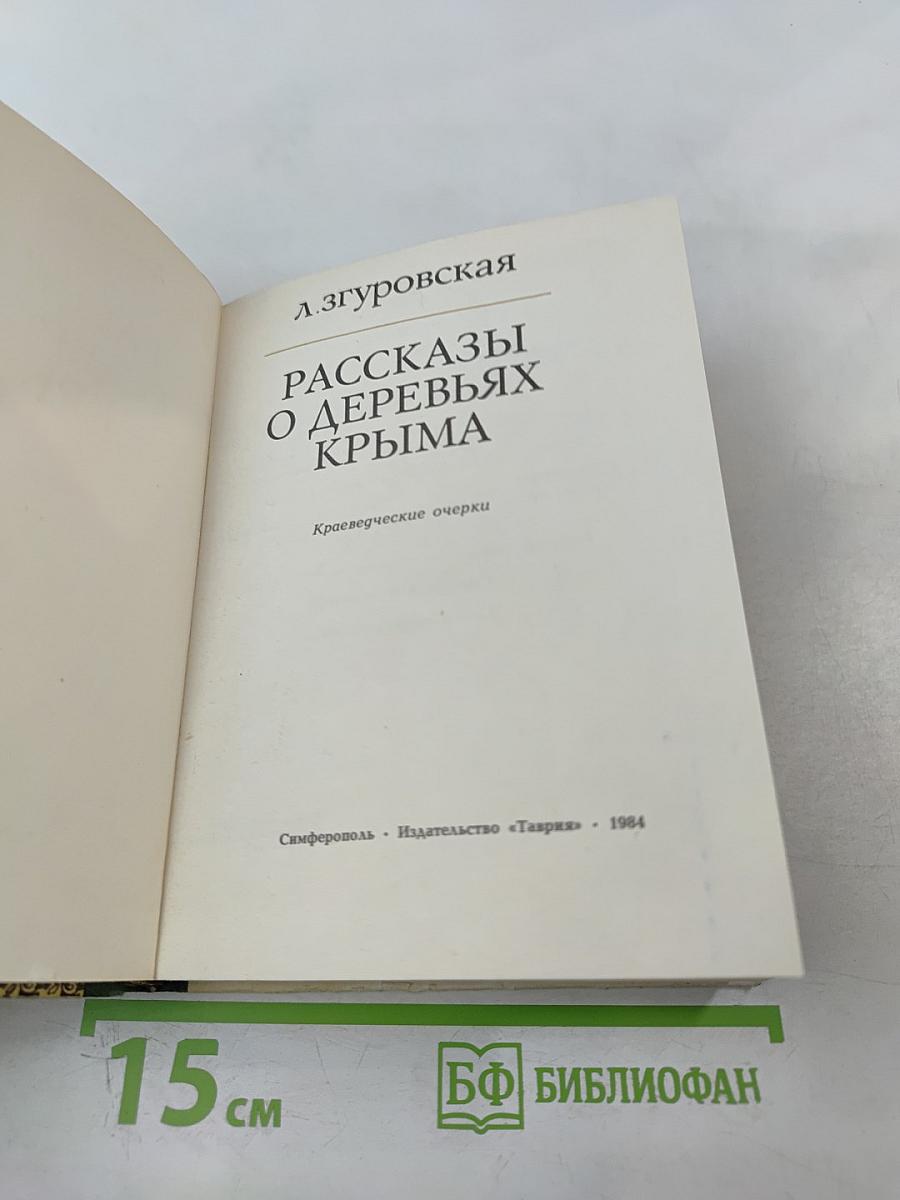 л. згуровская
РАССКАЗЫ
О ДЕРЕВЬЯХ
КРЫМА
Краеведческие очерки
Симферополь • Издательство «Таврия» • 1984
15 см
БФ БИБЛИОФАН